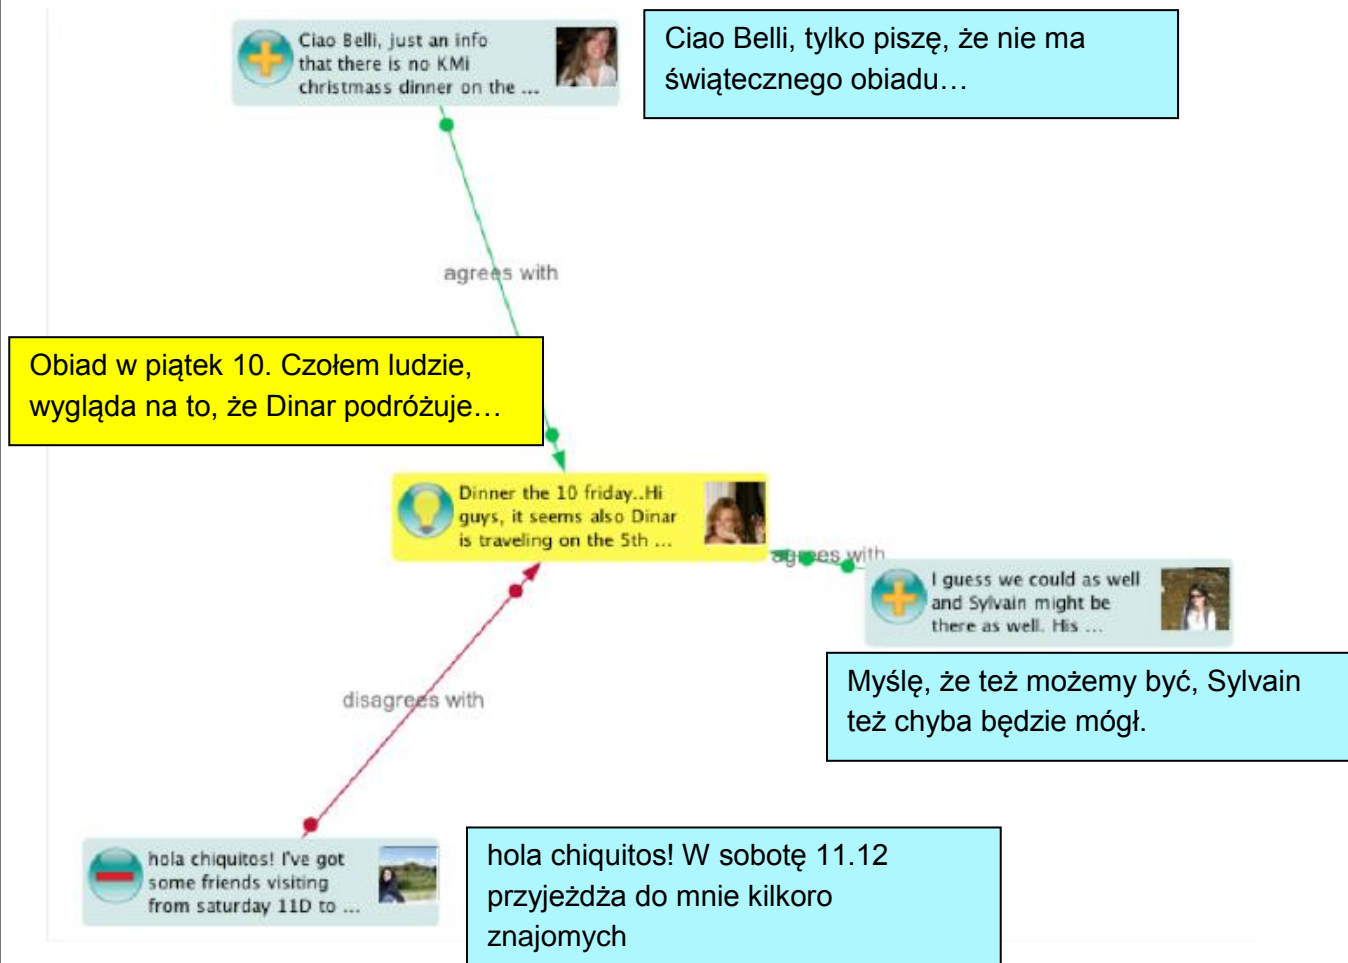 Ciao Belli, just an info
that there is no KMi
christmass dinner on the ...
Ciao Belli, tylko piszę, że nie ma
świątecznego obiadu…
agrees with
Obiad w piątek 10. Czołem ludzie,
wygląda na to, że Dinar podróżuje…
Dinner the 10 friday..Hi
guys, it seems also Dinar
is traveling on the 5th ...
agrees with
I guess we could as well
and Sylvain might be
there as well. His ...
Myślę, że też możemy być, Sylvain
też chyba będzie mógł.
disagrees with
hola chiquitos! I've got
some friends visiting
from saturday 11D to ...
hola chiquitos! W sobotę 11.12
przyjeżdża do mnie kilkoro
znajomych